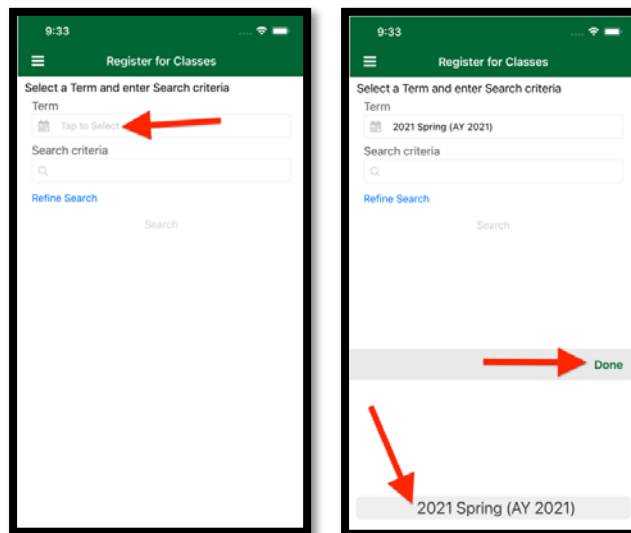 9:33
Register for Classes
Select a Term and enter Search criteria
Term
Tap to Select
Search criteria
Refine Search
Search
9:33
Register for Classes
Select a Term and enter Search criteria
Term
2021 Spring (AY 2021)
Search criteria
Refine Search
Search
Done
2021 Spring (AY 2021)